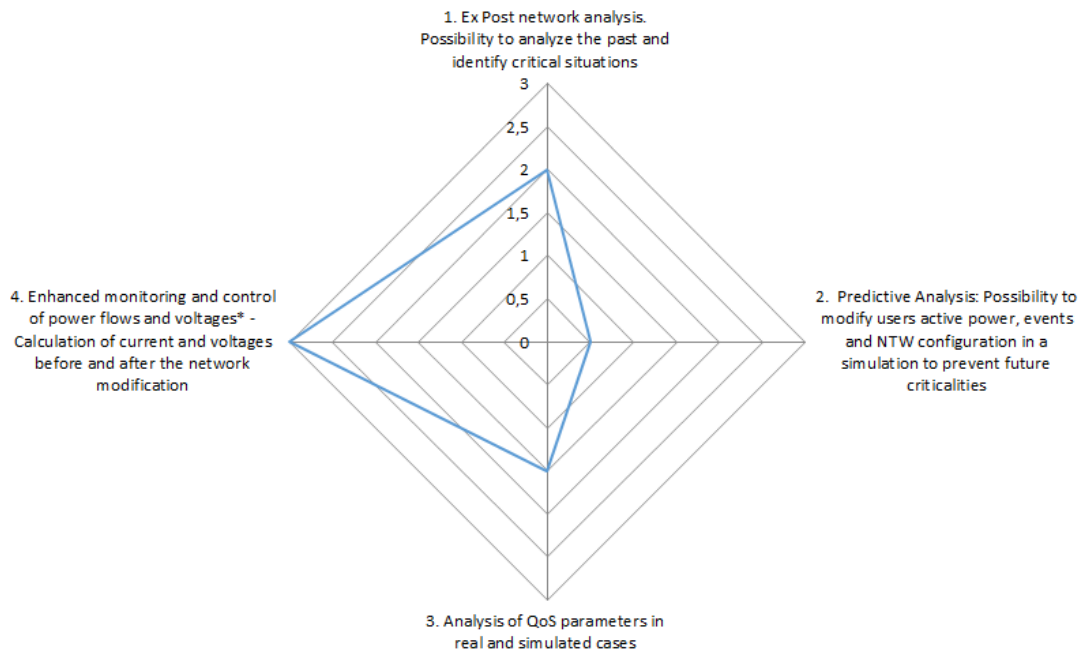 1. Ex Post network analysis.
Possibility to analyze the past and
identify critical situations
3
2,5
2
1,5
1
0,5
0
4. Enhanced monitoring and control
of power flows and voltages* -
Calculation of current and voltages
before and after the network
modification
2. Predictive Analysis: Possibility to
modify users active power, events
and NTW configuration in a
simulation to prevent future
criticalities
3. Analysis of QoS parameters in
real and simulated cases